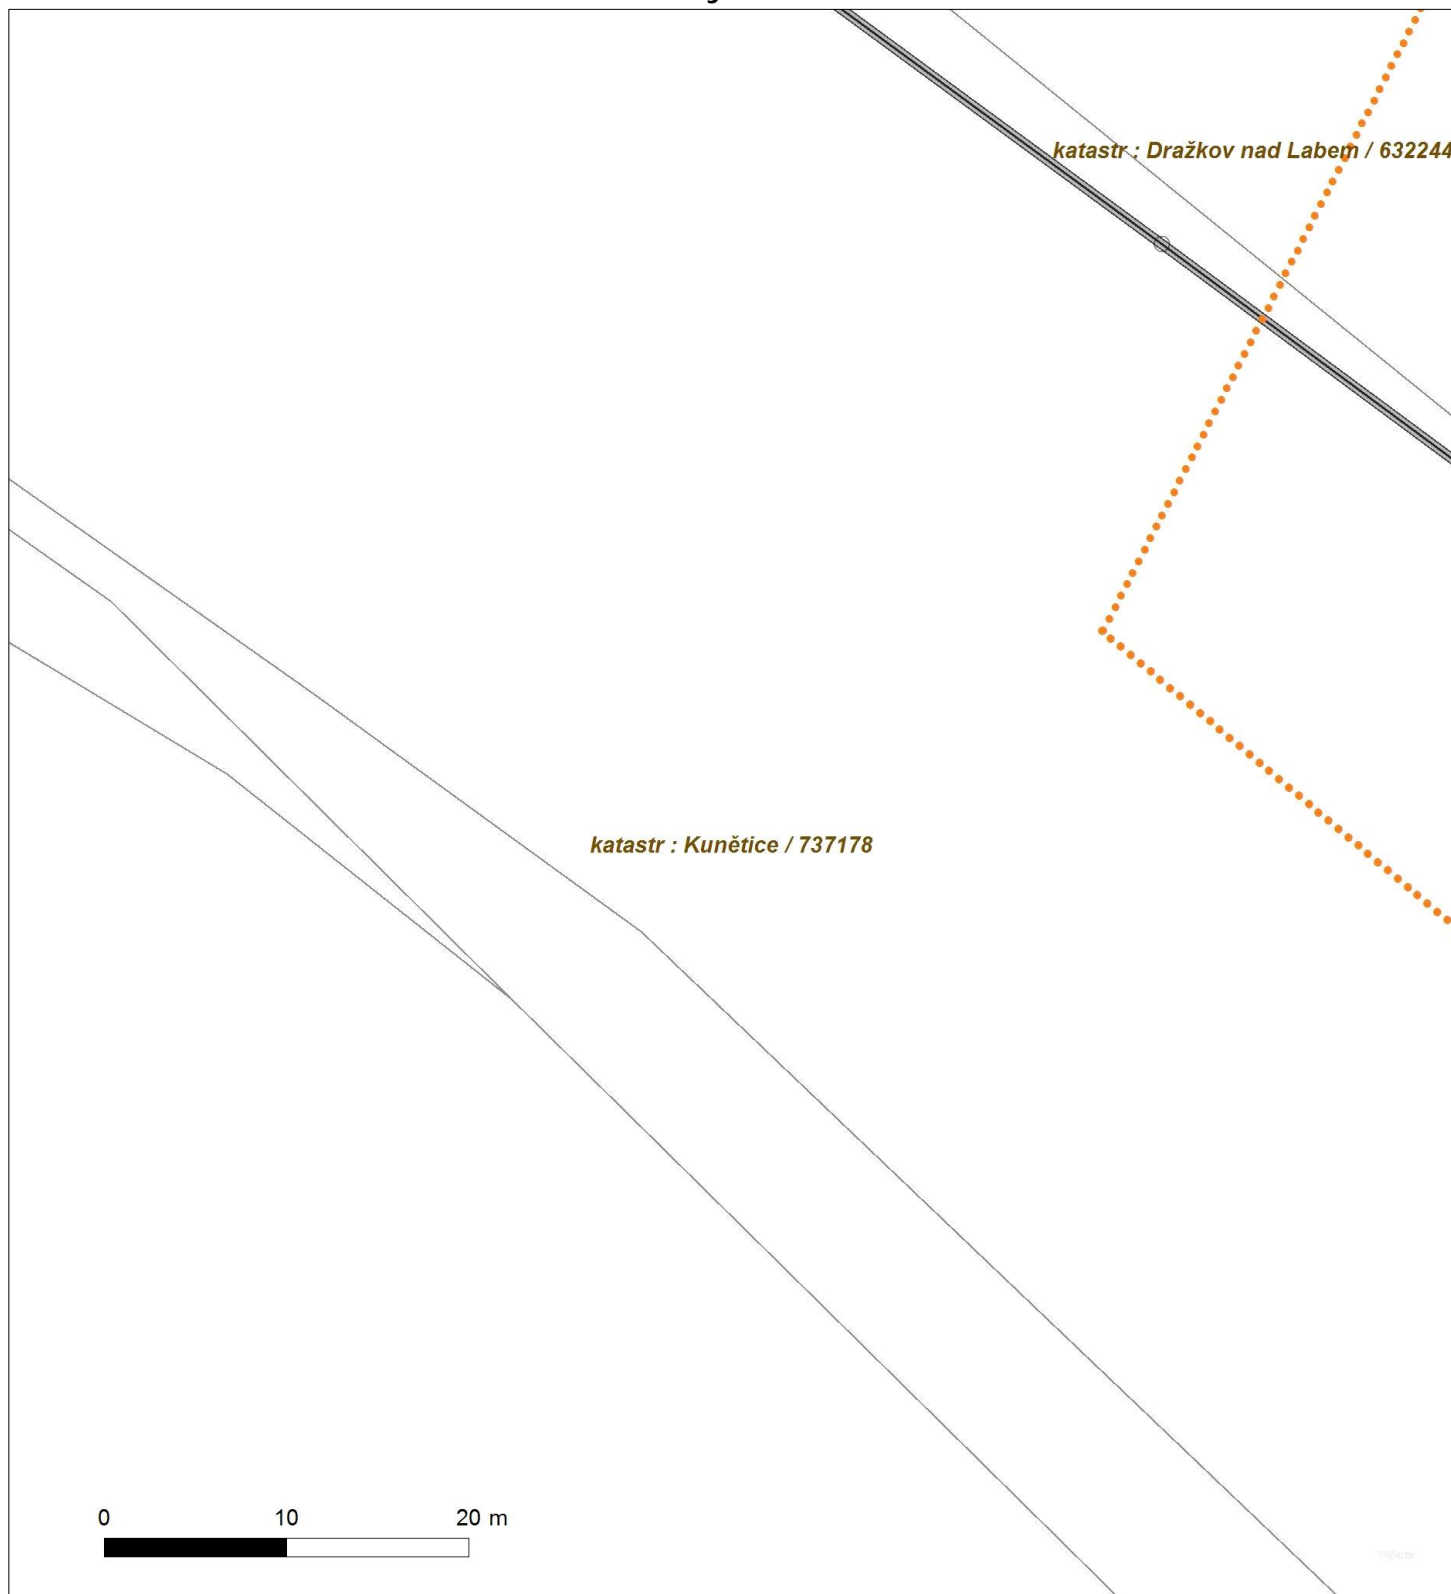 katastr : Dražkov nad Labem / 632244
katastr : Kunětice / 737178
0 10 20 m